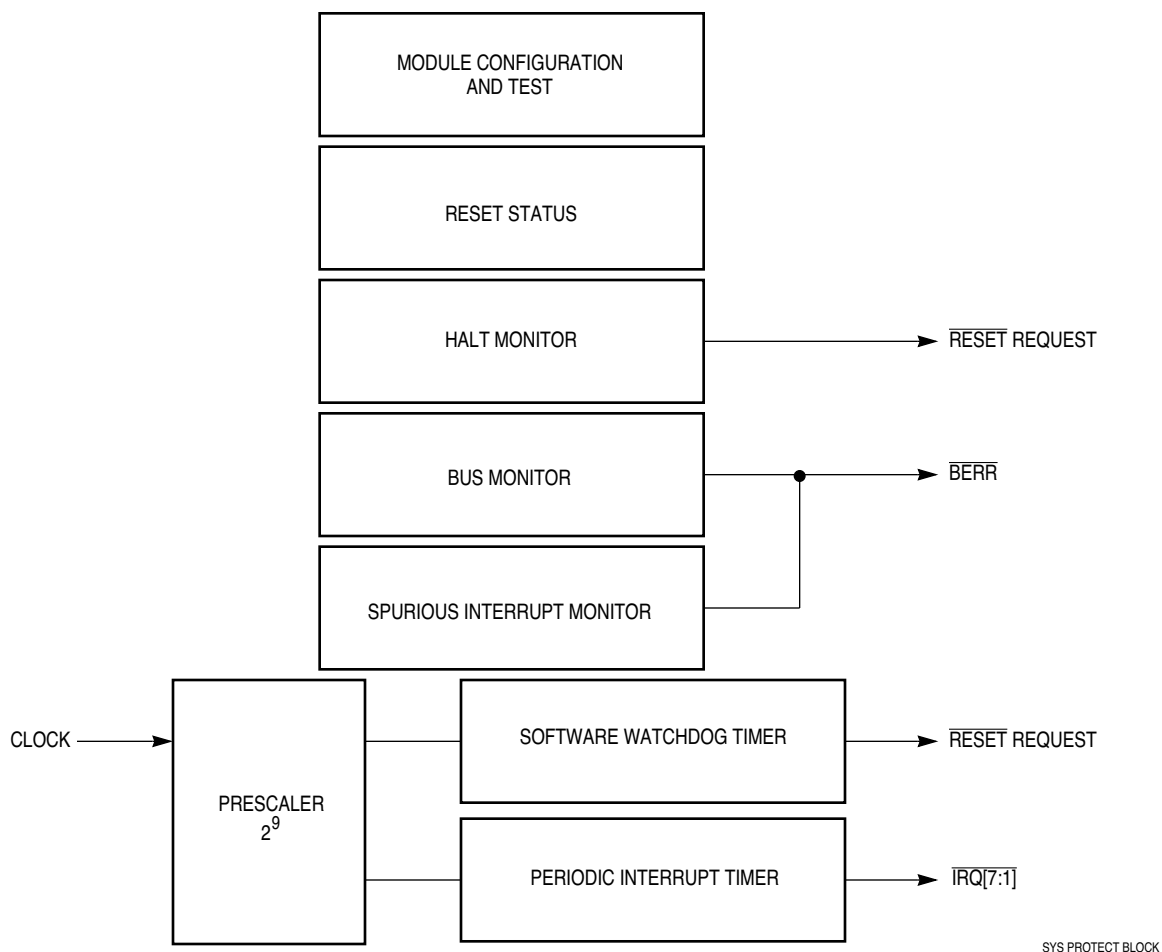 MODULE CONFIGURATION
AND TEST
RESET STATUS
HALT MONITOR
RESET REQUEST
BUS MONITOR
BERR
SPURIOUS INTERRUPT MONITOR
CLOCK
PRESCALER
2^9
SOFTWARE WATCHDOG TIMER
RESET REQUEST
PERIODIC INTERRUPT TIMER
IRQ[7:1]
SYS PROTECT BLOCK